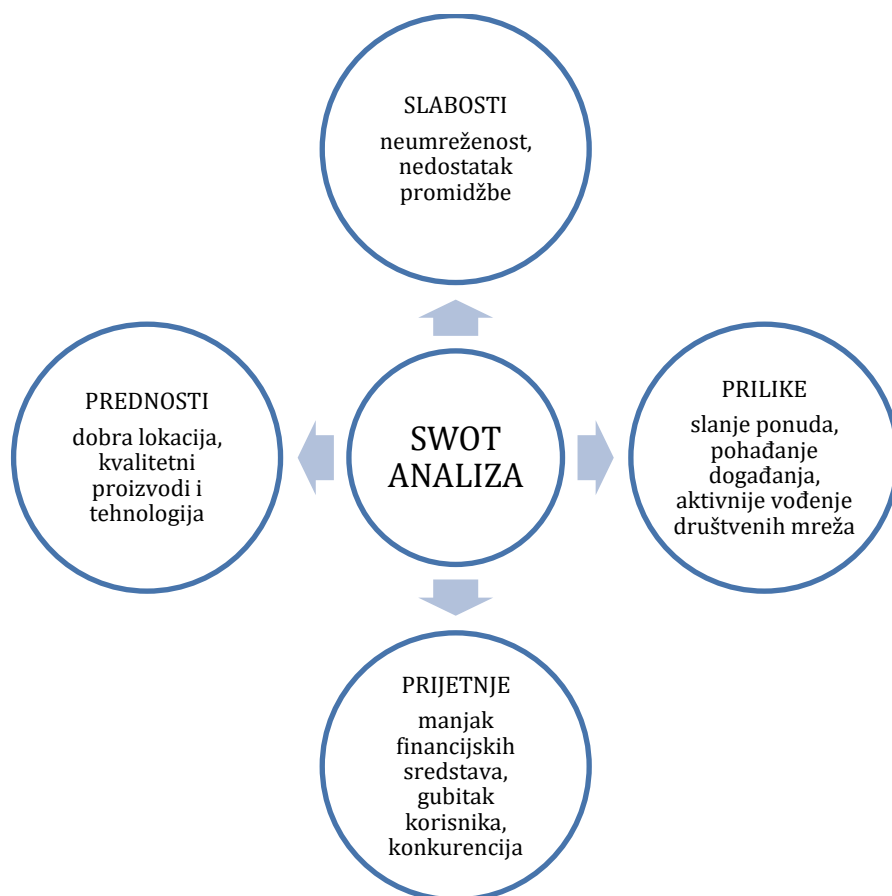 SLABOSTI
neumreženost,
nedostatak
promidžbe
PREDNOSTI
dobra lokacija,
kvalitetni
proizvodi i
tehnologija
SWOT
ANALIZA
PRILIKE
slanje ponuda,
pohađanje
događanja,
aktivnije vođenje
društvenih mreža
PRIJETNJE
manjak
financijskih
sredstava,
gubitak
korisnika,
konkurencija